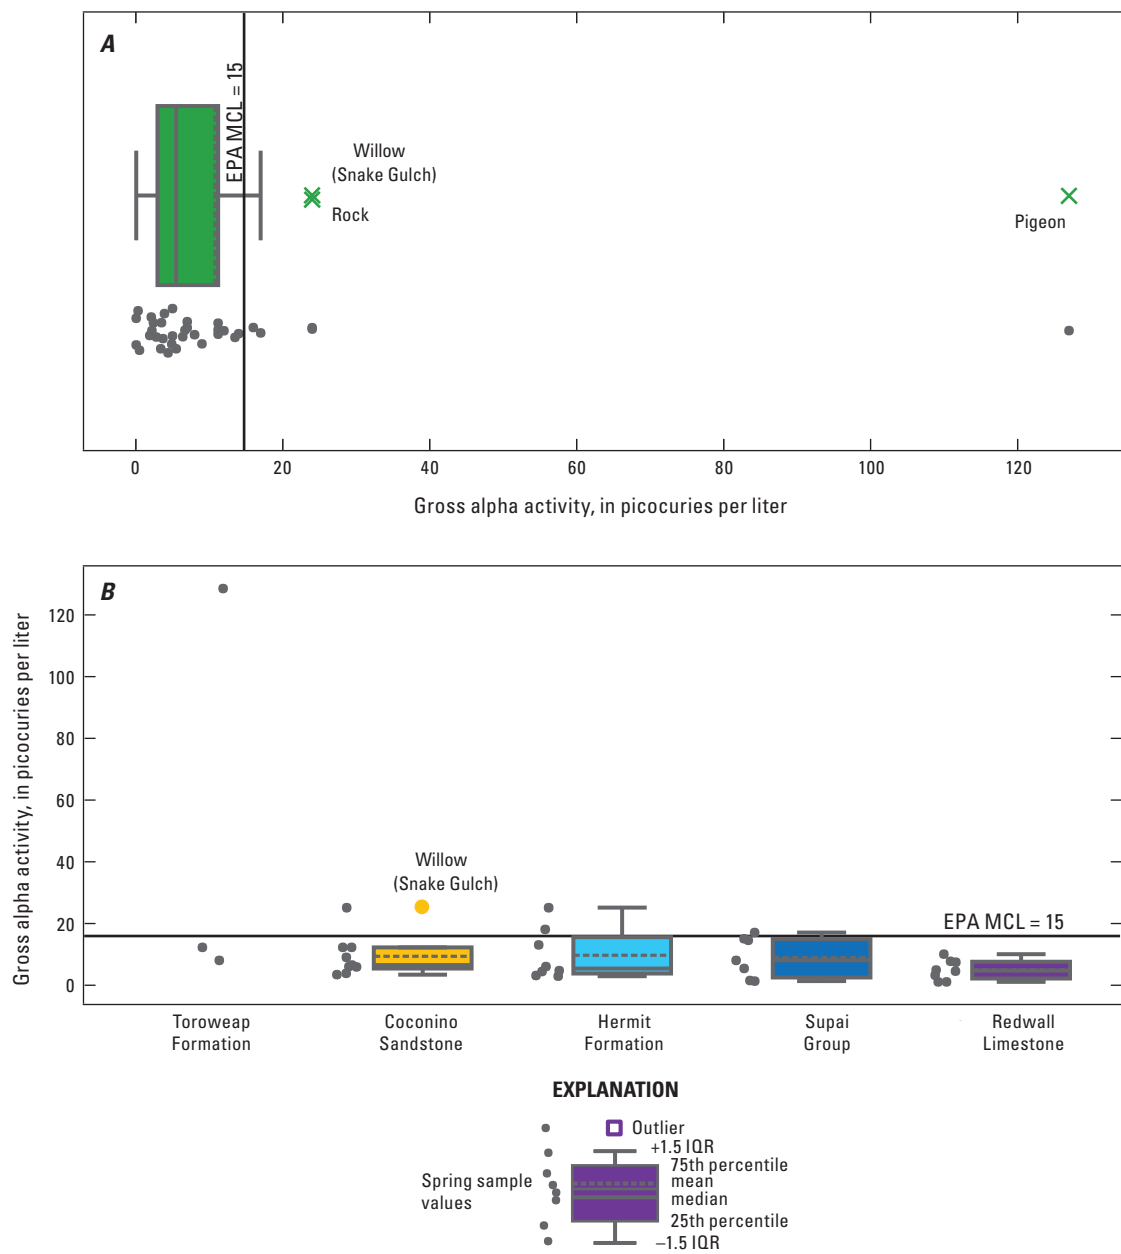 A
EPA MCL = 15
Willow
(Snake Gulch)
Rock
Pigeon
0 20 40 60 80 100 120
Gross alpha activity, in picocuries per liter
B
Gross alpha activity, in picocuries per liter
120
100
80
60
40
20
0
Willow
(Snake Gulch)
EPA MCL = 15
Toroweap
Formation
Coconino
Sandstone
Hermit
Formation
Supai
Group
Redwall
Limestone
EXPLANATION
Outlier
+1.5 IQR
75th percentile
mean
median
25th percentile
–1.5 IQR
Spring sample
values